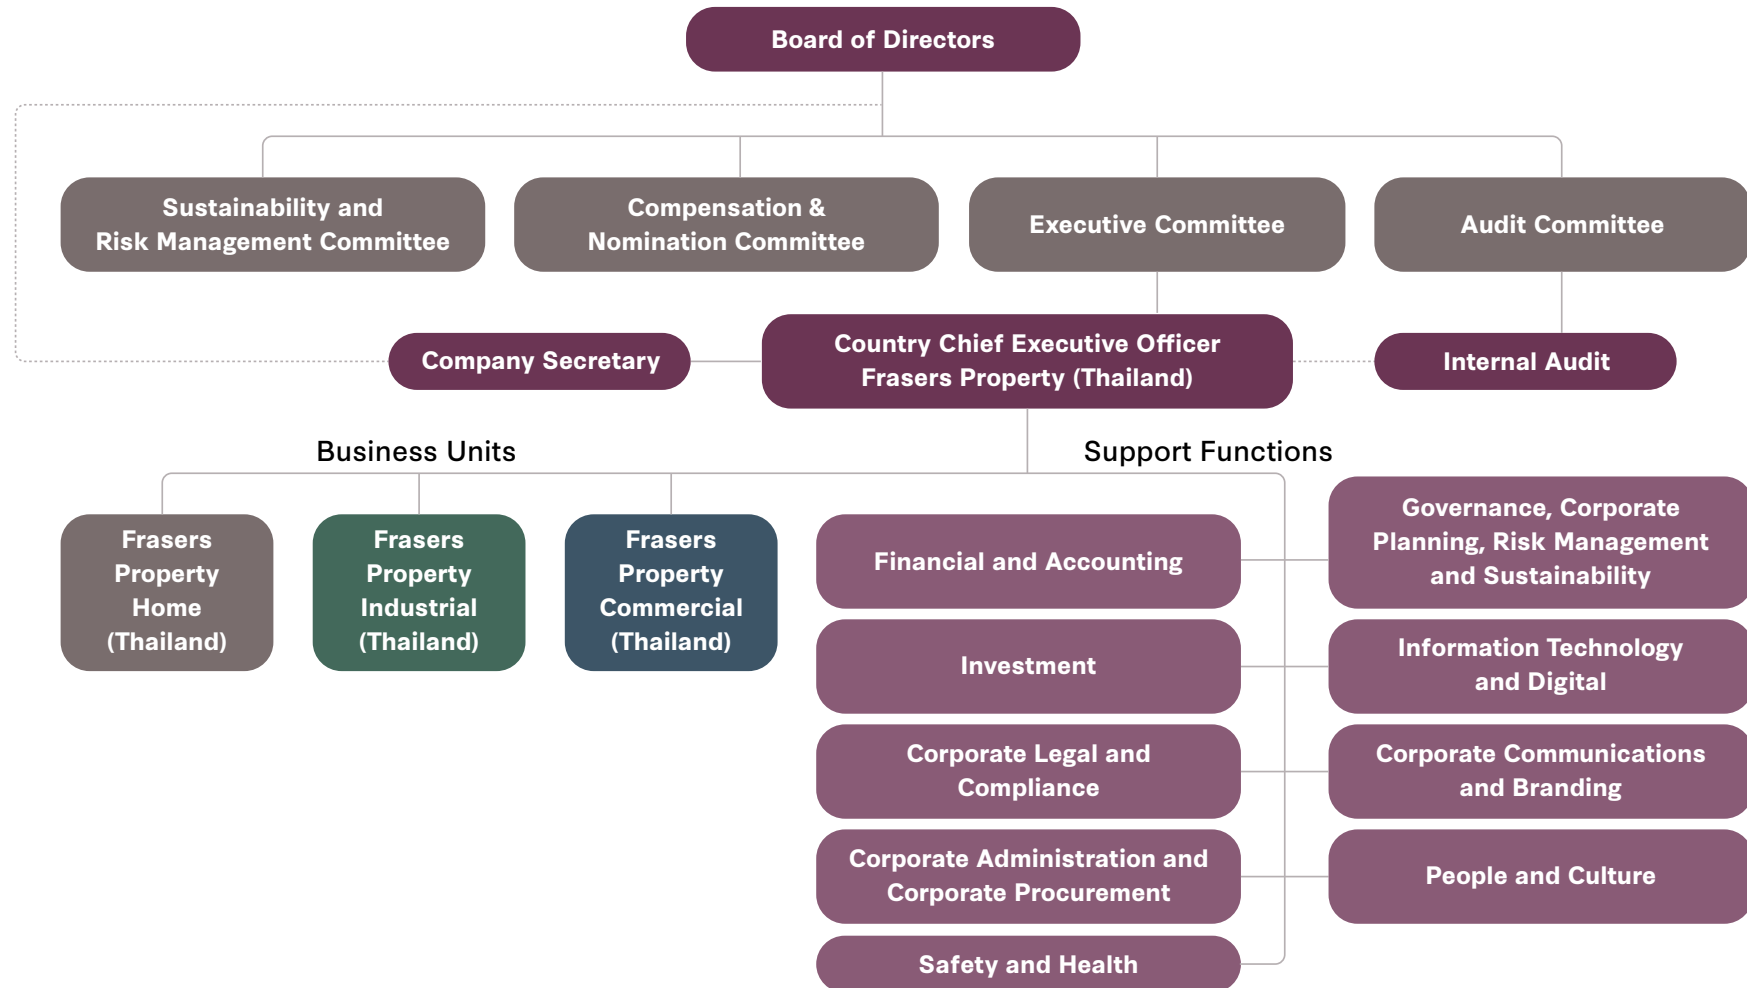 Board of Directors
Sustainability and
Risk Management Committee
Compensation &
Nomination Committee
Executive Committee
Audit Committee
Company Secretary
Country Chief Executive Officer
Frasers Property (Thailand)
Internal Audit
Business Units
Support Functions
Frasers
Property
Home
(Thailand)
Frasers
Property
Industrial
(Thailand)
Frasers
Property
Commercial
(Thailand)
Financial and Accounting
Governance, Corporate
Planning, Risk Management
and Sustainability
Investment
Information Technology
and Digital
Corporate Legal and
Compliance
Corporate Communications
and Branding
Corporate Administration and
Corporate Procurement
People and Culture
Safety and Health